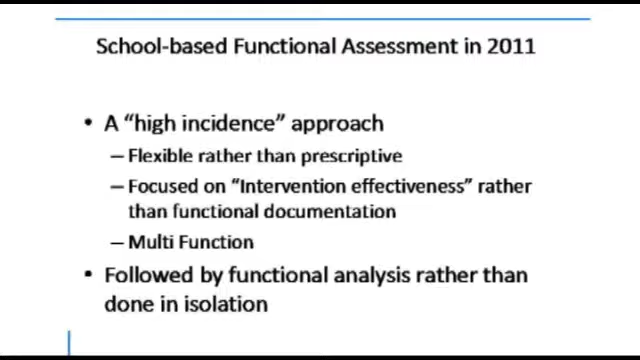 School-based Functional Assessment in 2011
• A “high incidence” approach
– Flexible rather than prescriptive
– Focused on “Intervention effectiveness” rather
than functional documentation
– Multi Function
• Followed by functional analysis rather than
done in isolation